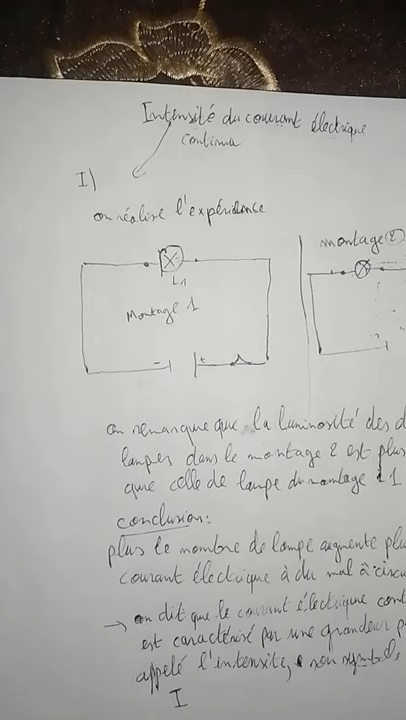 Intensité du courant électrique
continu
I)
on réalise l'expérience
montage (2)
L1
Montage 1
- +
on remarque que la luminosité des d
lampes dans le montage 2 est plus
que celle de lampe du montage 1
conclusion:
plus le nombre de lampe augmente plu
courant électrique à du mal à circu
→ on dit que le courant électrique cont
est caractérisé par une grandeur p
appelé l'intensité, son symbole
I